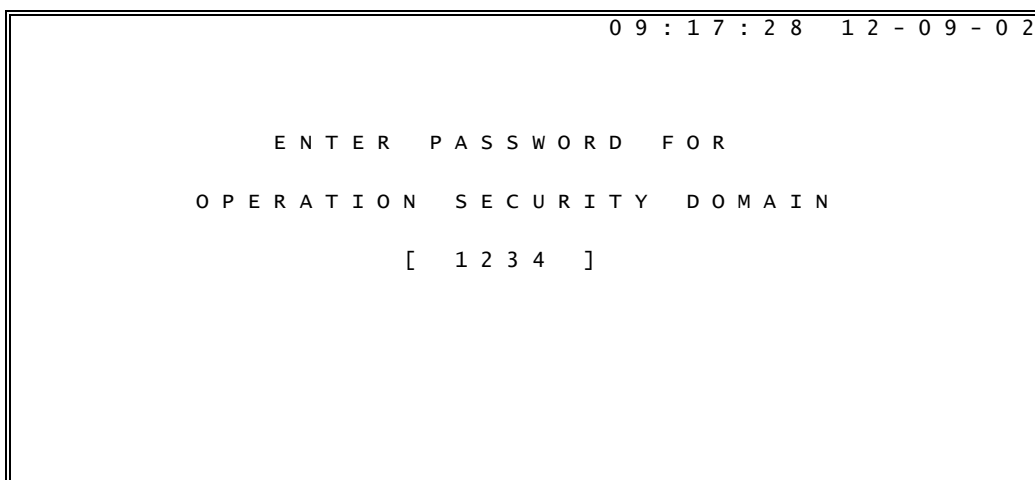 09:17:28 12-09-02
ENTER PASSWORD FOR
OPERATION SECURITY DOMAIN
[ 1234 ]